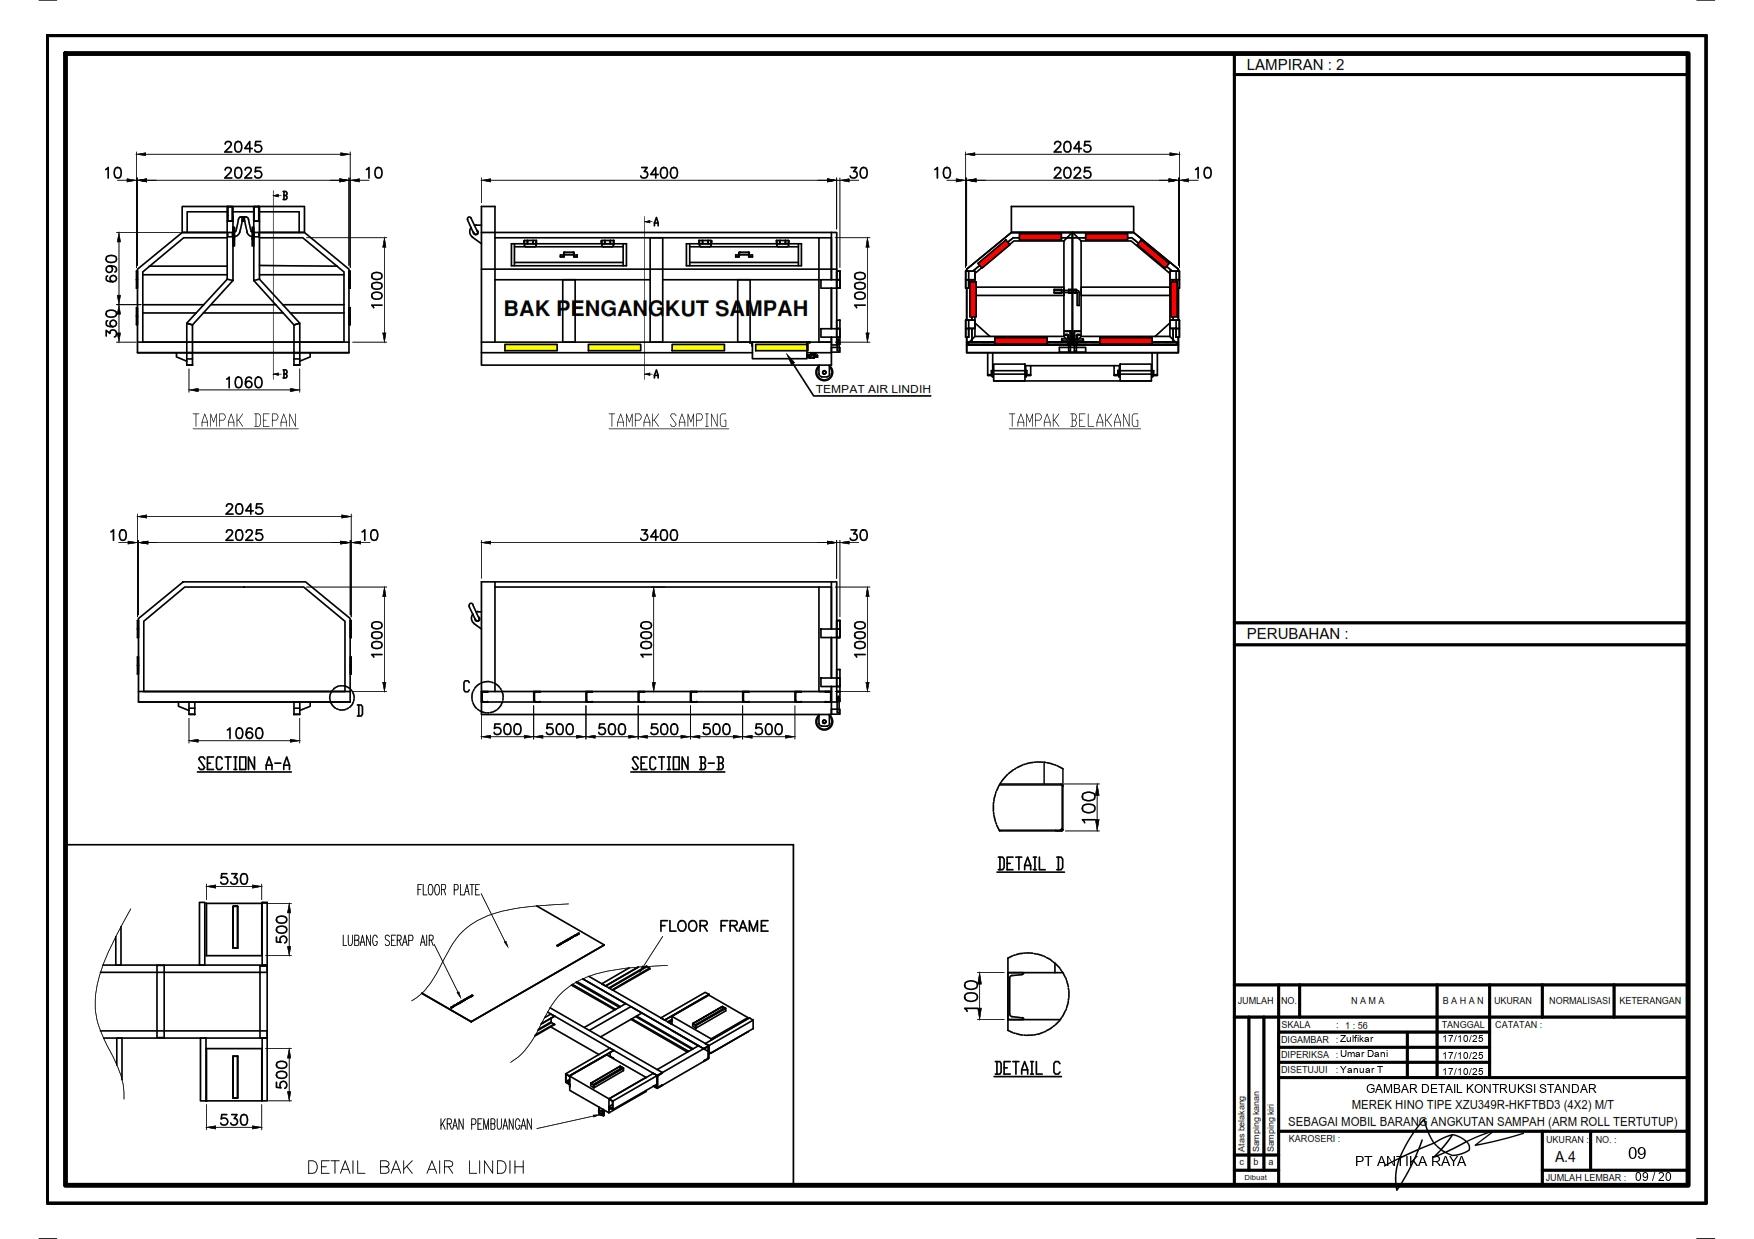 LAMPIRAN : 2
2045
10
2025
10
B
690
360
1000
B
1060
TAMPAK DEPAN
3400
30
A
BAK PENGANGKUT SAMPAH
1000
A
TEMPAT AIR LINDIH
TAMPAK SAMPING
2045
10
2025
10
TAMPAK BELAKANG
2045
10
2025
10
1000
D
1060
SECTION A-A
3400
30
1000
1000
C
500 500 500 500 500 500
SECTION B-B
PERUBAHAN :
100
DETAIL D
100
DETAIL C
530
500
500
530
FLOOR PLATE
LUBANG SERAP AIR
FLOOR FRAME
KRAN PEMBUANGAN
DETAIL BAK AIR LINDIH
JUMLAH NO. N A M A B A H A N UKURAN NORMALISASI KETERANGAN
SKALA : 1 : 56 TANGGAL CATATAN :
DIGAMBAR : Zulfikar 17/10/25
DIPERIKSA : Umar Dani 17/10/25
DISETUJUI : Yanuar T 17/10/25
GAMBAR DETAIL KONTRUKSI STANDAR
MEREK HINO TIPE XZU349R-HKFTBD3 (4X2) M/T
SEBAGAI MOBIL BARANG ANGKUTAN SAMPAH (ARM ROLL TERTUTUP)
Atas belakang
Samping kanan
Samping kiri
c b a
Dibuat
KAROSERI :
PT ANTIKA RAYA
UKURAN : NO. :
A.4 09
JUMLAH LEMBAR : 09 / 20